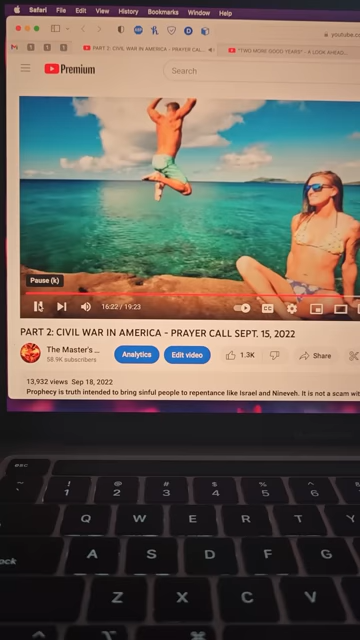 Safari File Edit View History Bookmarks Window Help
youtube.co
PART 2: CIVIL WAR IN AMERICA - PRAYER CAL... "TWO MORE GOOD YEARS" - A LOOK AHEAD...
Premium Search
Pause (k)
16:22 / 19:23
CC
PART 2: CIVIL WAR IN AMERICA - PRAYER CALL SEPT. 15, 2022
The Master's ...
58.9K subscribers
Analytics Edit video 1.3K Share
13,932 views Sep 18, 2022
Prophecy is truth intended to bring sinful people to repentance like Israel and Nineveh. It is not a scam wit
esc
~ ! @ # $ % ^
1 2 3 4 5 6
Q W E R T Y
A S D F G
ock
Z X C V